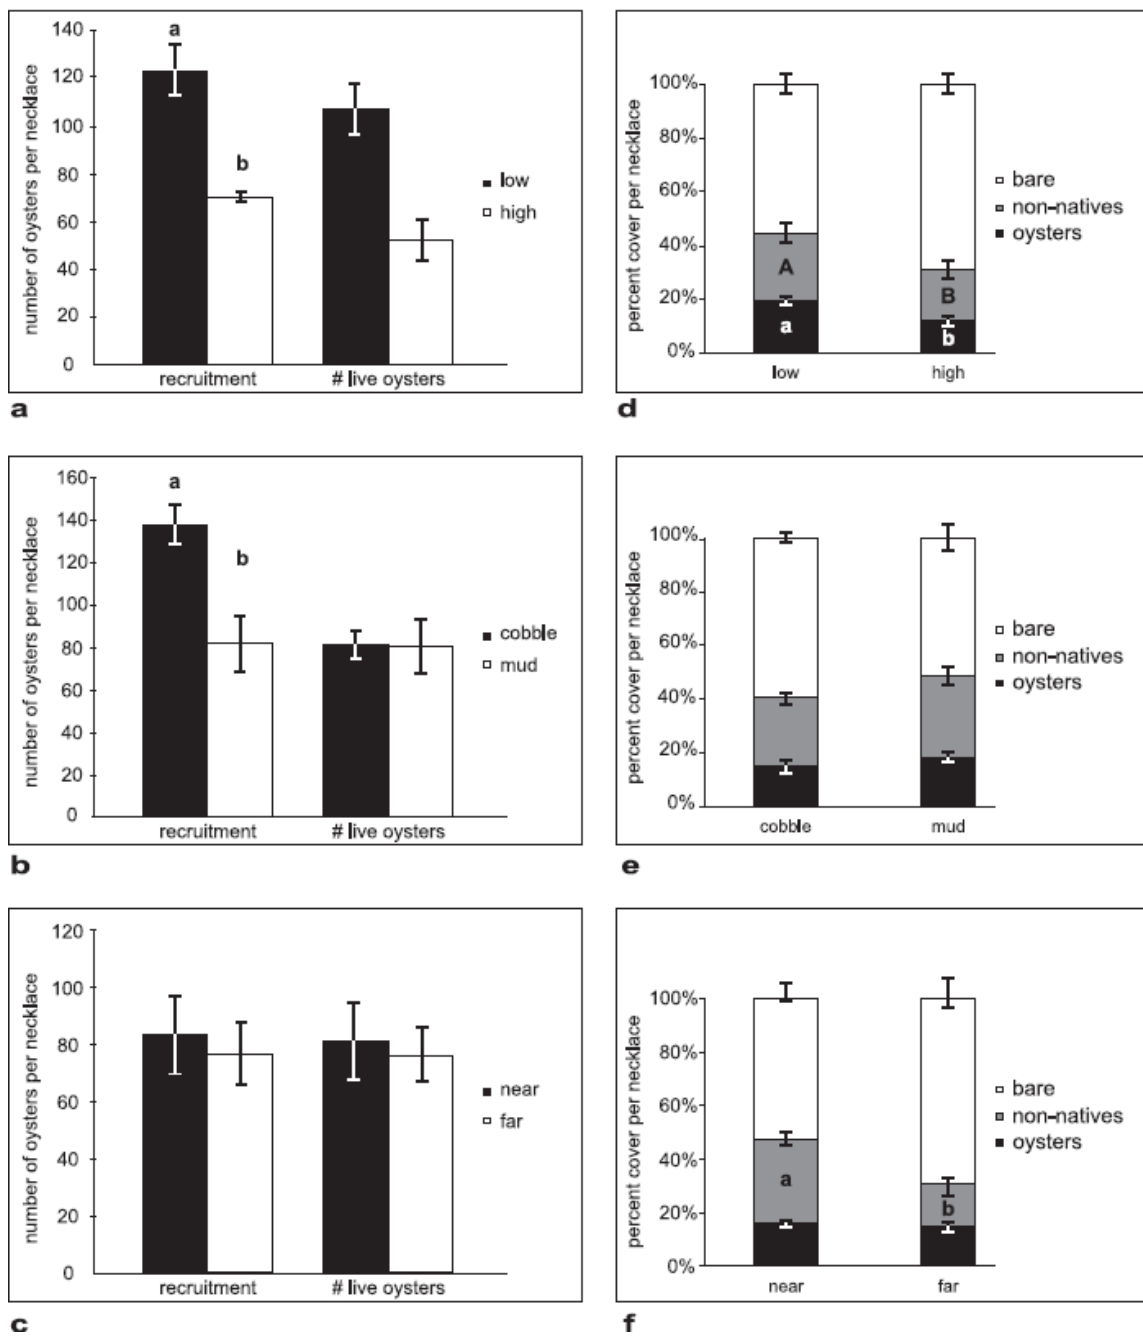 number of oysters per necklace
140
120
100
80
60
40
20
0
a
b
recruitment
# live oysters
low
high
a
percent cover per necklace
100%
80%
60%
40%
20%
0%
A
a
B
b
low
high
bare
non-natives
oysters
d
number of oysters per necklace
160
140
120
100
80
60
40
20
0
a
b
recruitment
# live oysters
cobble
mud
b
percent cover per necklace
100%
80%
60%
40%
20%
0%
cobble
mud
bare
non-natives
oysters
e
number of oysters per necklace
120
100
80
60
40
20
0
recruitment
# live oysters
near
far
c
percent cover per necklace
100%
80%
60%
40%
20%
0%
a
b
near
far
bare
non-natives
oysters
f